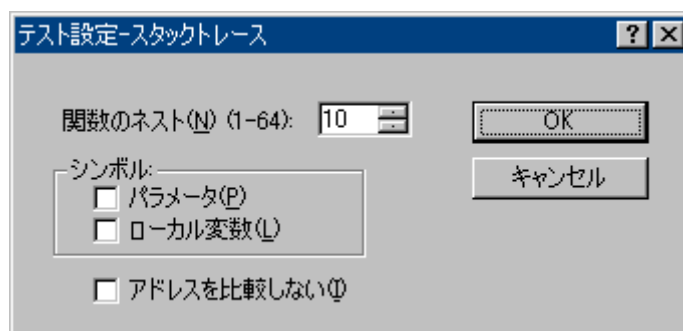 テスト設定-スタックトレース
関数のネスト(N) (1-64): 10
OK
シンボル:
キャンセル
パラメータ(P)
ローカル変数(L)
アドレスを比較しない(I)